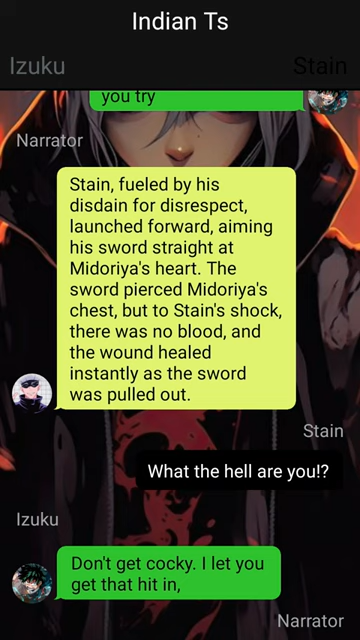 Indian Ts
Izuku
Stain
you try
Narrator
Stain, fueled by his
disdain for disrespect,
launched forward, aiming
his sword straight at
Midoriya's heart. The
sword pierced Midoriya's
chest, but to Stain's shock,
there was no blood, and
the wound healed
instantly as the sword
was pulled out.
Stain
What the hell are you!?
Izuku
Don't get cocky. I let you
get that hit in,
Narrator